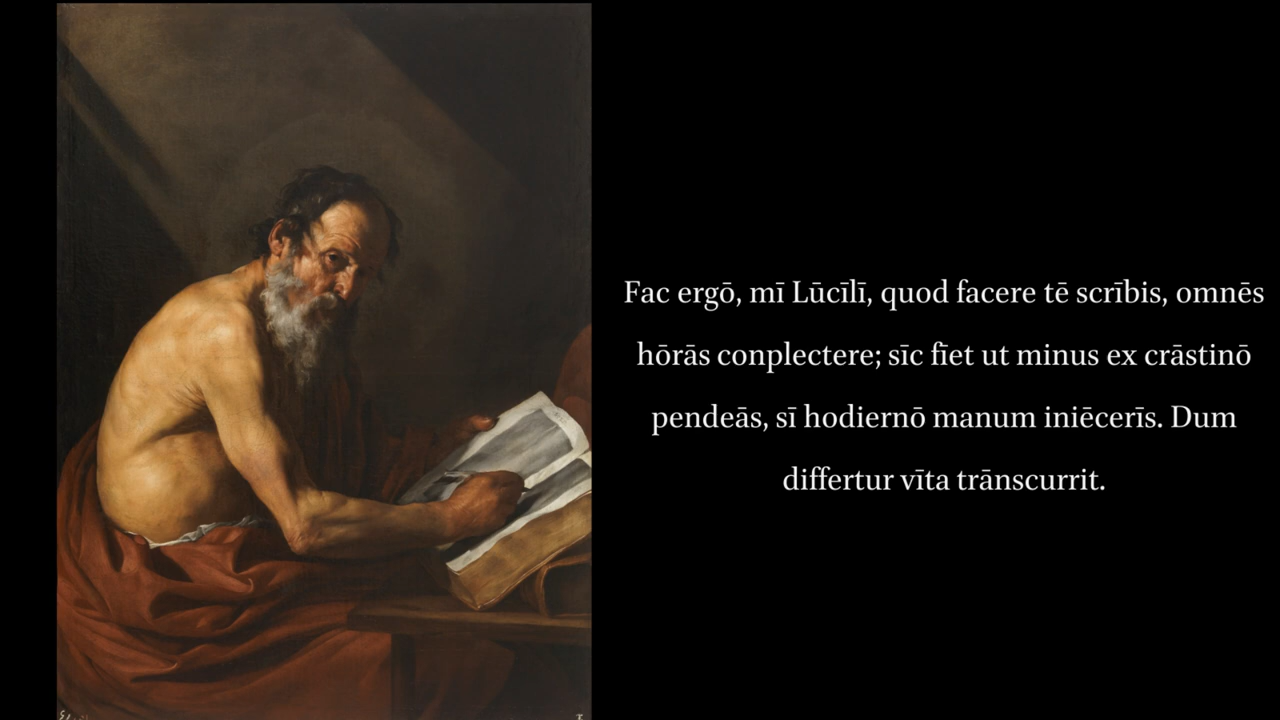 Fac ergō, mī Lūcīlī, quod facere tē scrībis, omnēs
hōrās conplectere; sīc fīet ut minus ex crāstinō
pendeās, sī hodiernō manum iniēcerīs. Dum
differtur vīta trānscurrit.